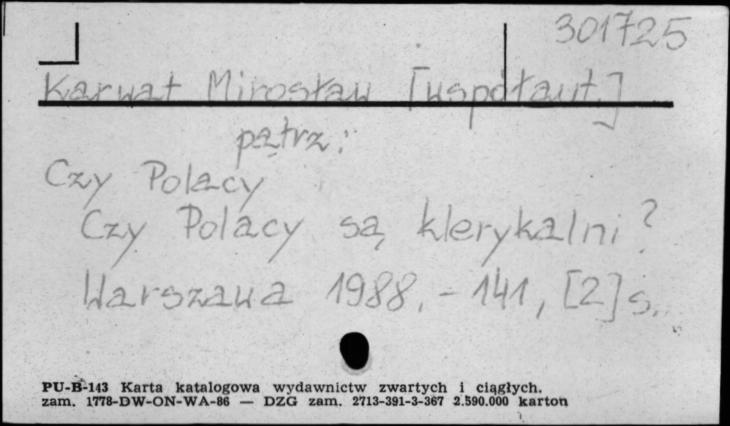 301725
Karwat Mirosław [współaut.]
patrz:
Czy Polacy
Czy Polacy są klerykalni?
Warszawa 1988. - 141, [2] s.
PU-B-143 Karta katalogowa wydawnictw zwartych i ciągłych.
zam. 1778-DW-ON-WA-86 — DZG zam. 2713-391-3-367 2.590.000 karton